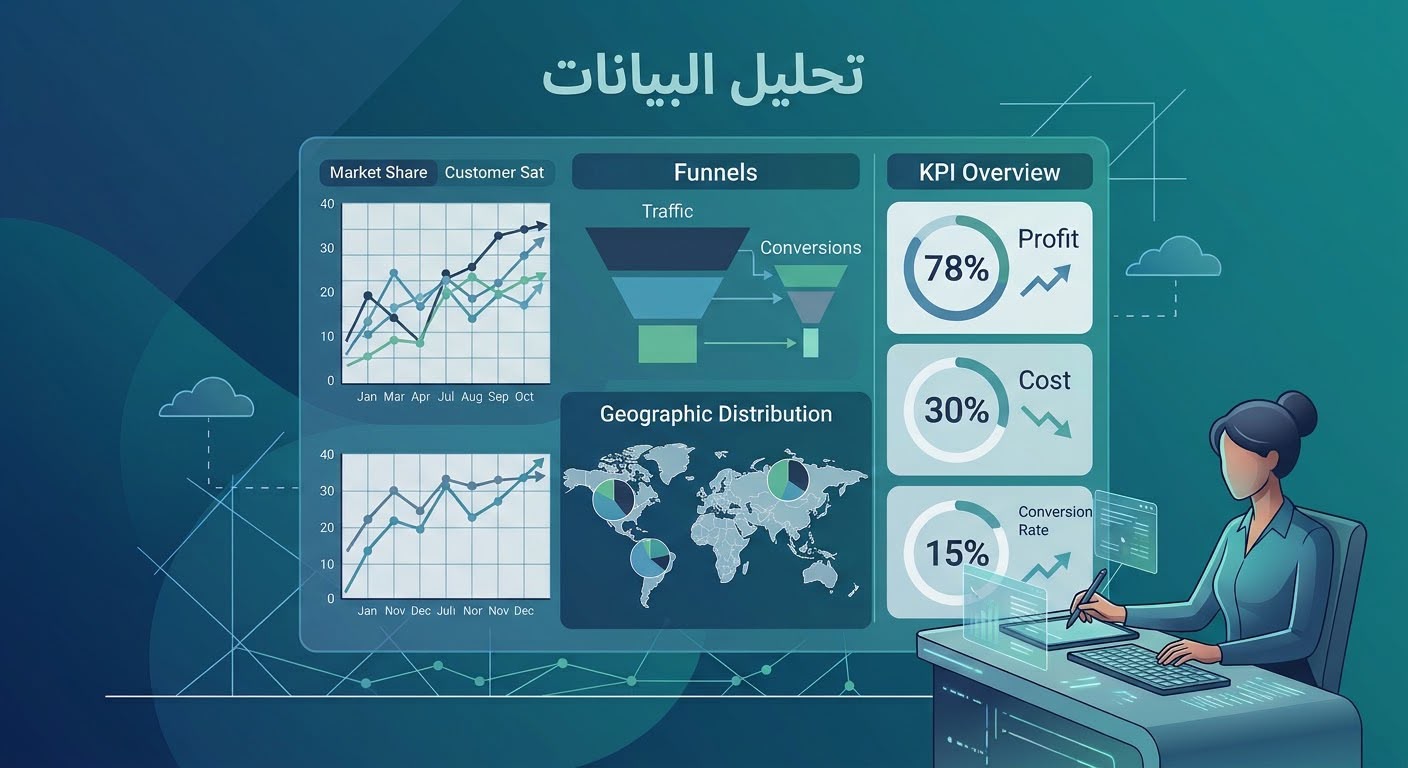 تحليل البيانات
Market Share Customer Sat
40
30
20
10
0
Jan Mar Apr Jul Aug Sep Oct
40
30
20
10
0
Jan Nov Dec Julı Nor Nov Dec
Funnels
Traffic
Conversions
Geographic Distribution
KPI Overview
78%
Profit
30%
Cost
15%
Conversion
Rate